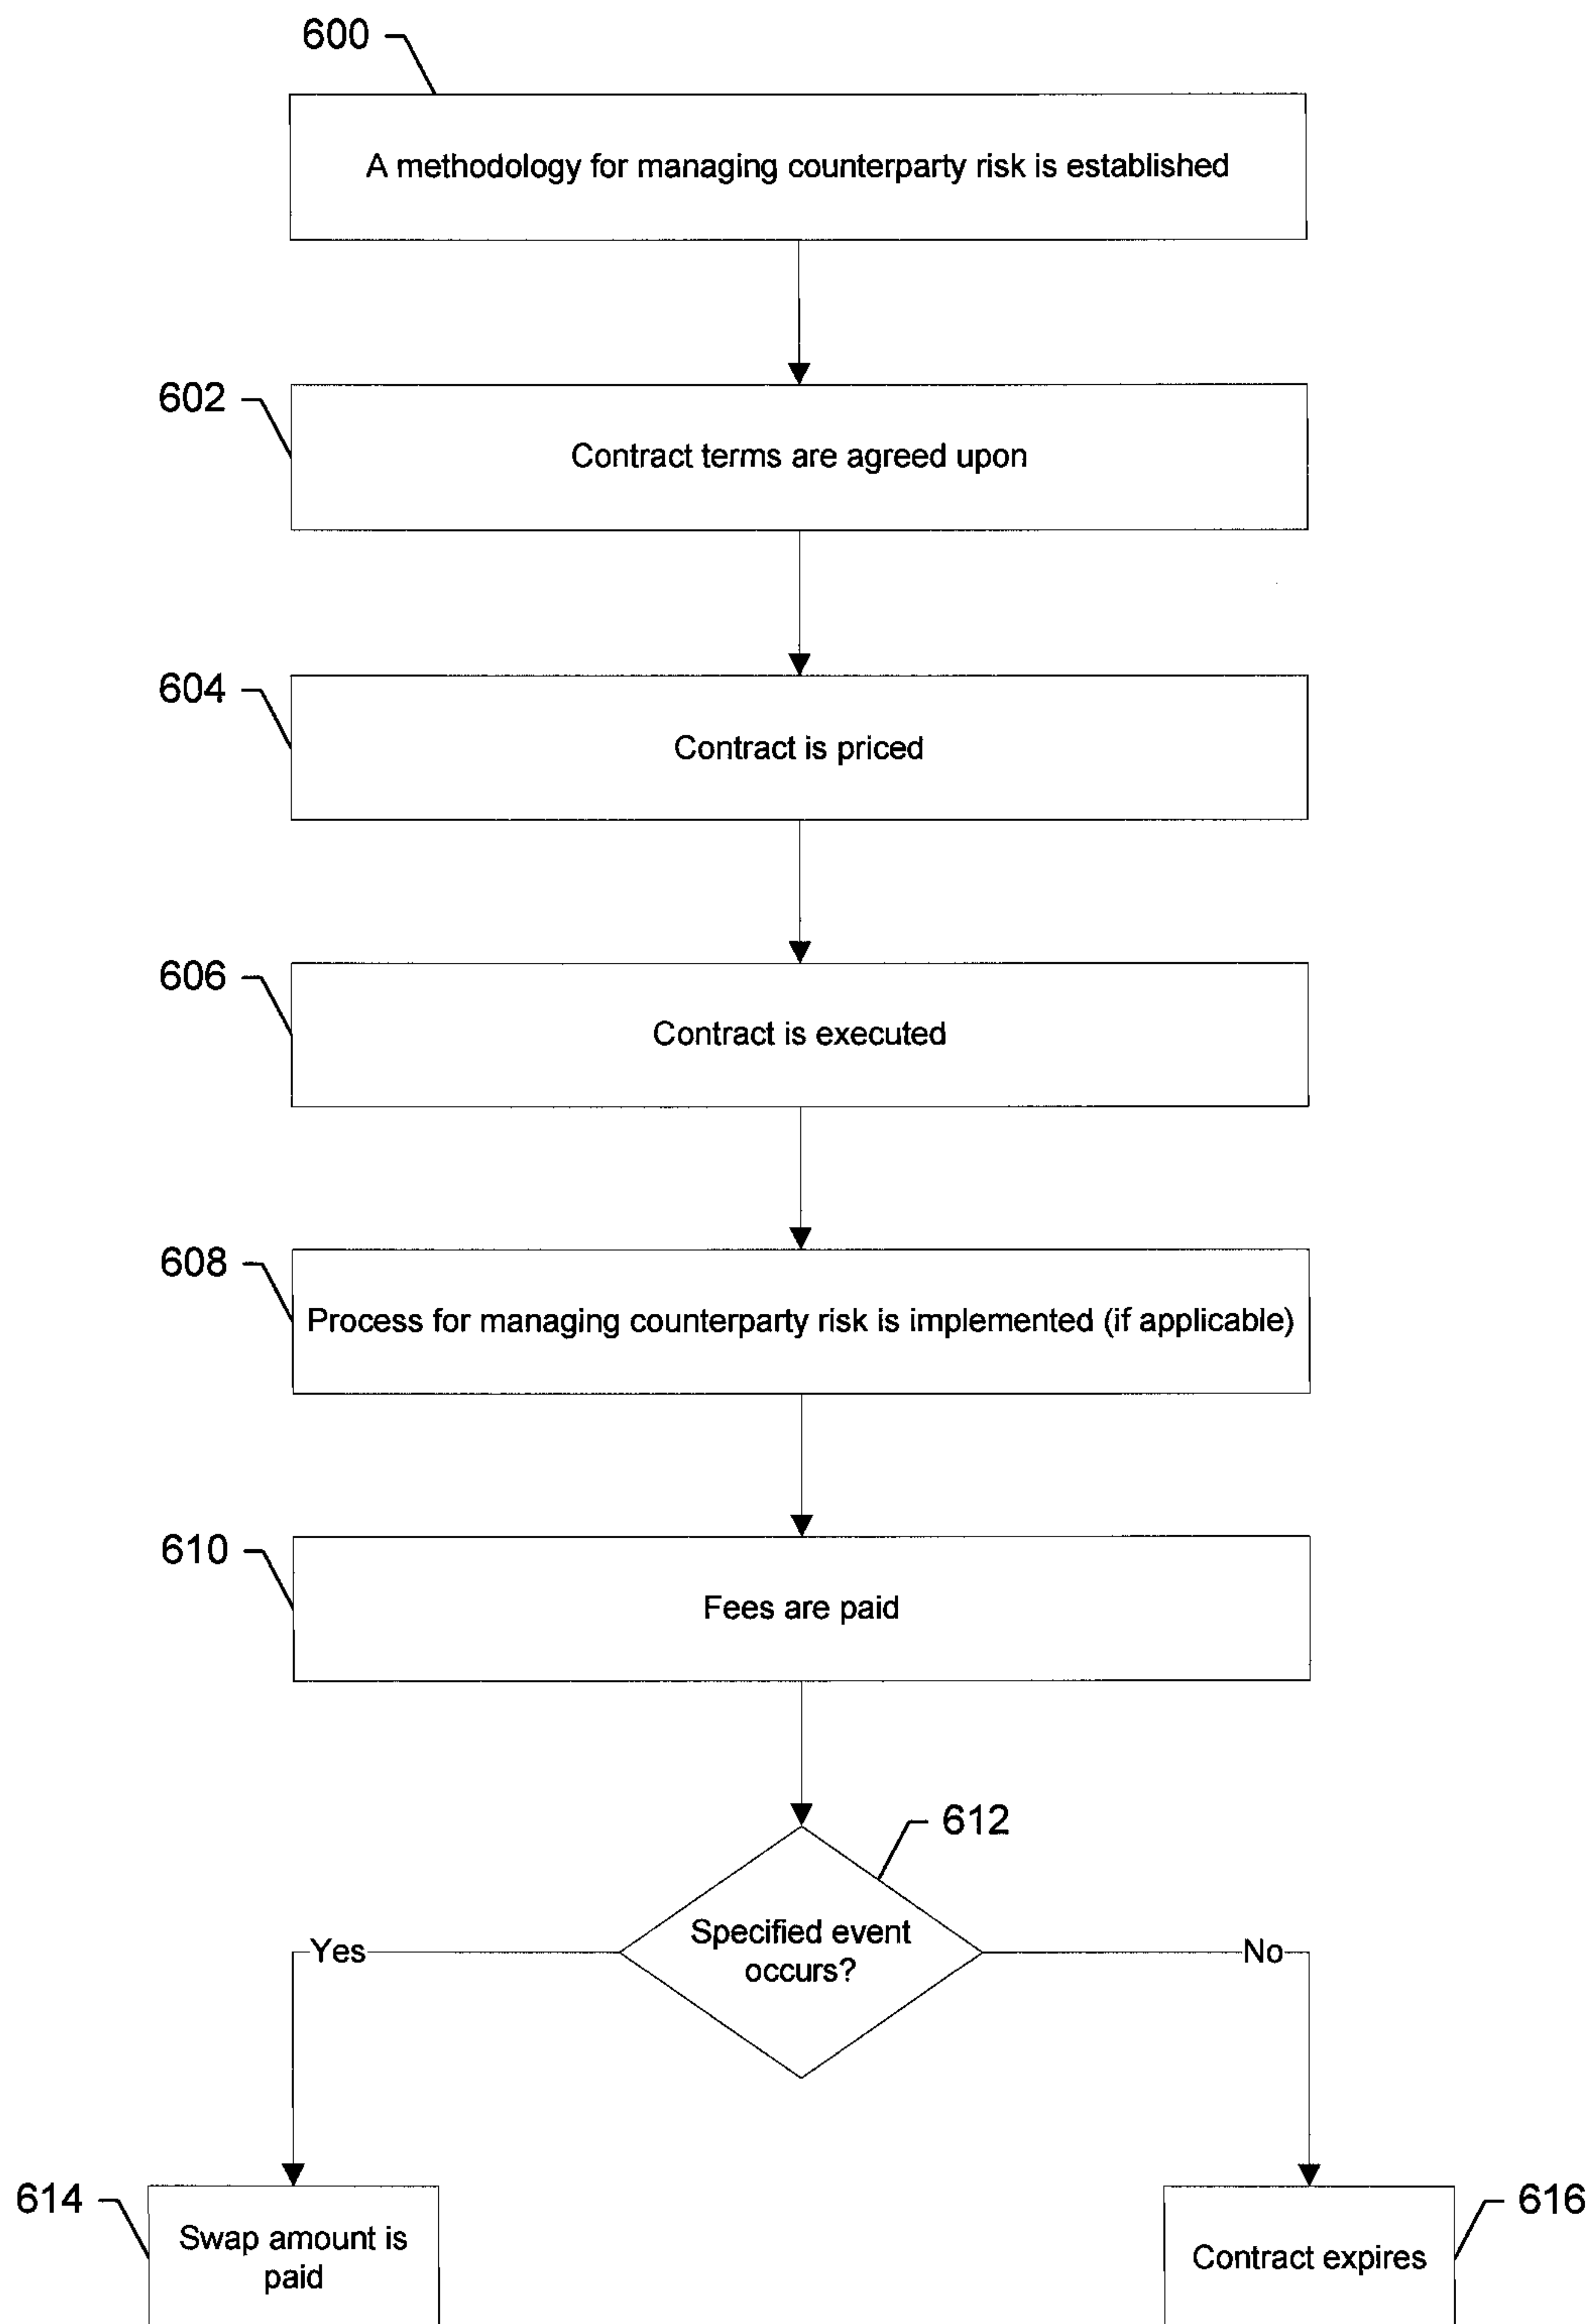 600
A methodology for managing counterparty risk is established
602
Contract terms are agreed upon
604
Contract is priced
606
Contract is executed
608
Process for managing counterparty risk is implemented (if applicable)
610
Fees are paid
612
Specified event
occurs?
Yes
No
614
Swap amount is
paid
616
Contract expires